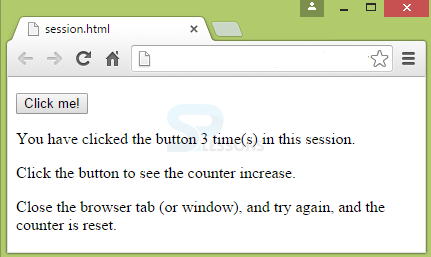 session.html
Click me!
You have clicked the button 3 time(s) in this session.
Click the button to see the counter increase.
Close the browser tab (or window), and try again, and the
counter is reset.